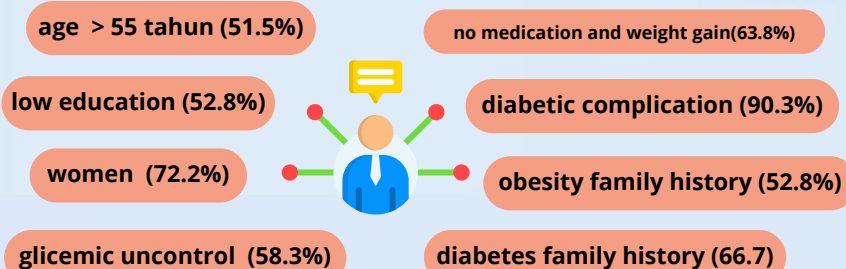 age > 55 tahun (51.5%)
no medication and weight gain(63.8%)
low education (52.8%)
diabetic complication (90.3%)
women (72.2%)
obesity family history (52.8%)
glicemic uncontrol (58.3%)
diabetes family history (66.7)